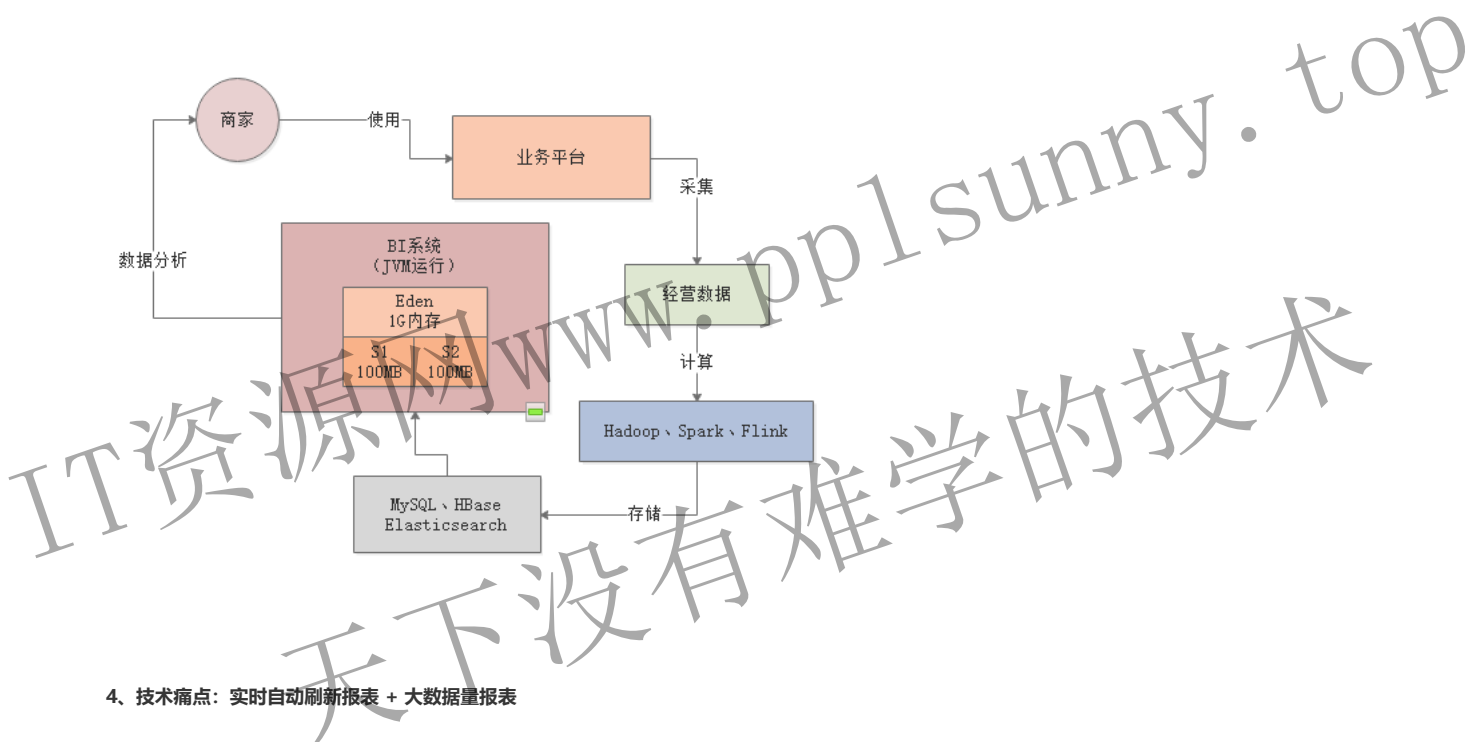 商家
使用
业务平台
采集
BI系统
（JVM运行）
数据分析
Eden
1G内存
S1
100MB
S2
100MB
经营数据
计算
Hadoop、Spark、Flink
MySQL、HBase
Elasticsearch
存储
IT资源网www.pplsunny.top
天下没有难学的技术
4、技术痛点：实时自动刷新报表 + 大数据量报表